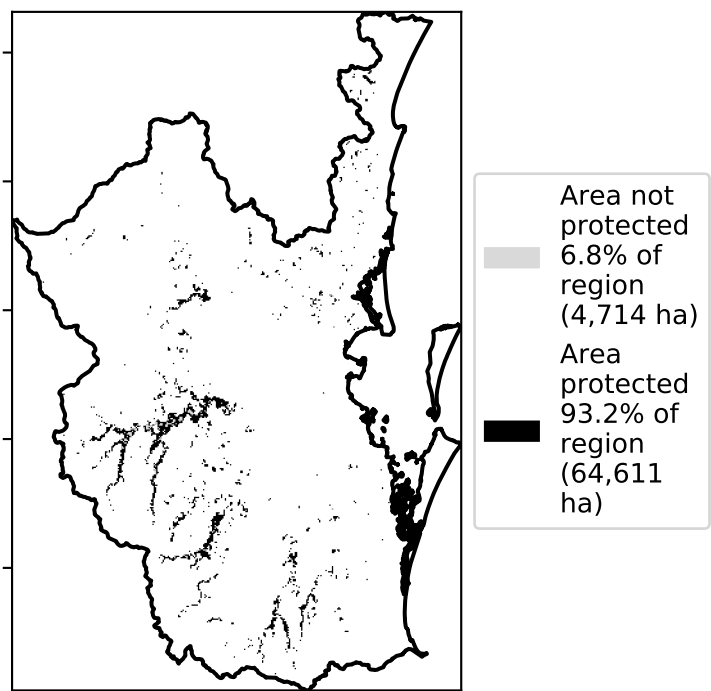 Area not
protected
6.8% of
region
(4,714 ha)
Area
protected
93.2% of
region
(64,611
ha)